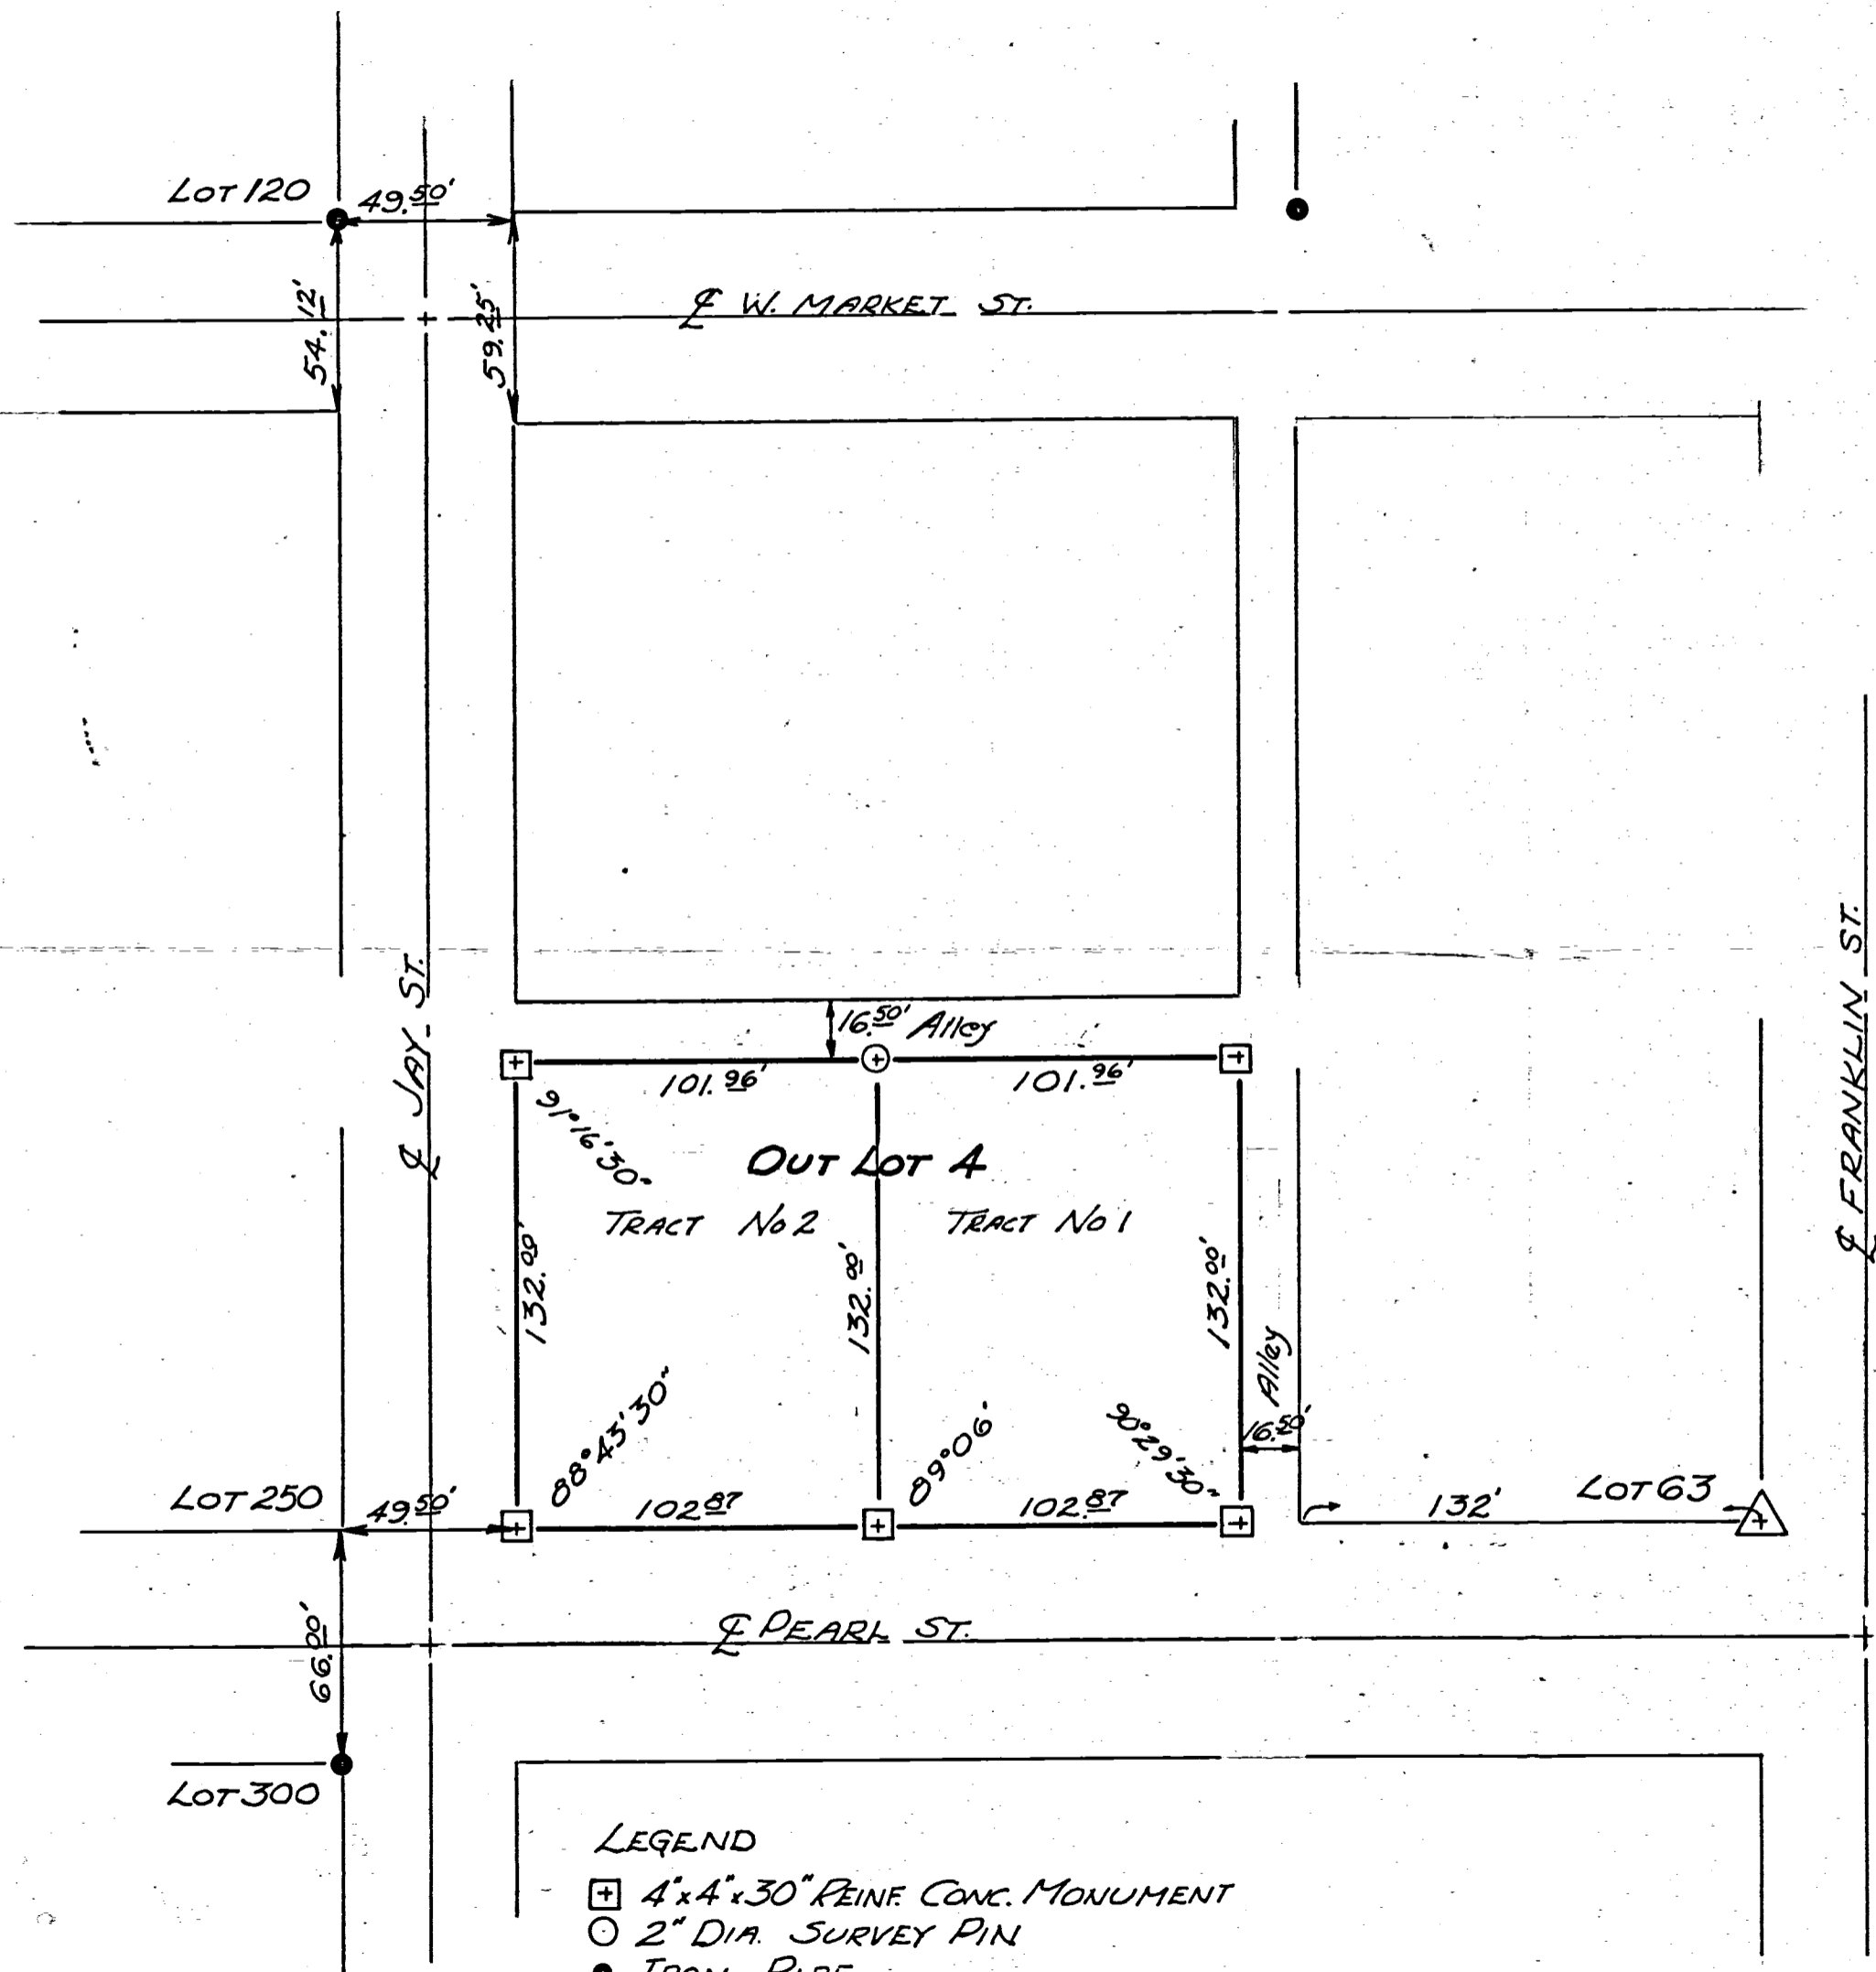 LOT 120
49.50'
54.12'
59.25'
℄ W. MARKET ST.
℄ JAY ST.
℄ FRANKLIN ST.
16.50' Alley
101.96'
101.96'
91°16'30"
OUT LOT 4
TRACT No 2
TRACT No 1
132.00'
132.00'
132.00'
Alley
16.50'
88°43'30"
89°06'
90°29'30"
LOT 250
49.50'
102.87
102.87
132'
LOT 63
66.00'
℄ PEARL ST.
LOT 300
LEGEND
4"x4"x30" REINF. CONC. MONUMENT
2" DIA. SURVEY PIN
IRON PIPE